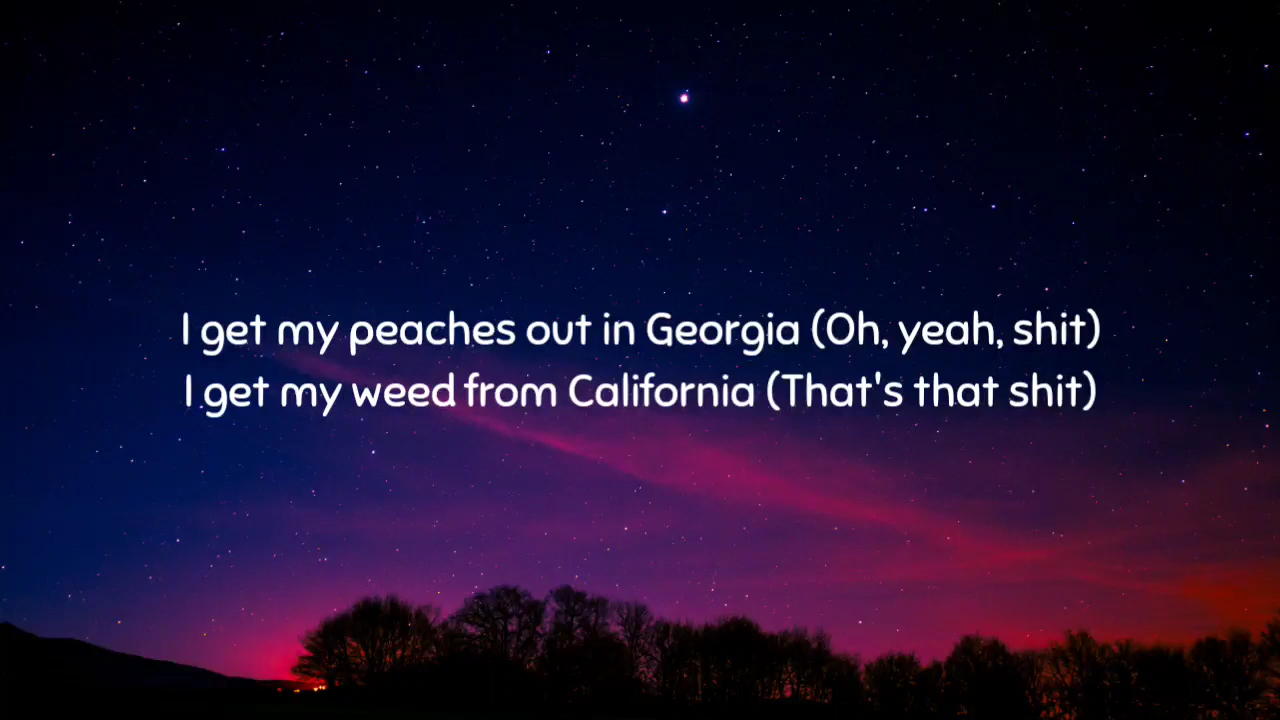 I get my peaches out in Georgia (Oh, yeah, shit)
I get my weed from California (That's that shit)